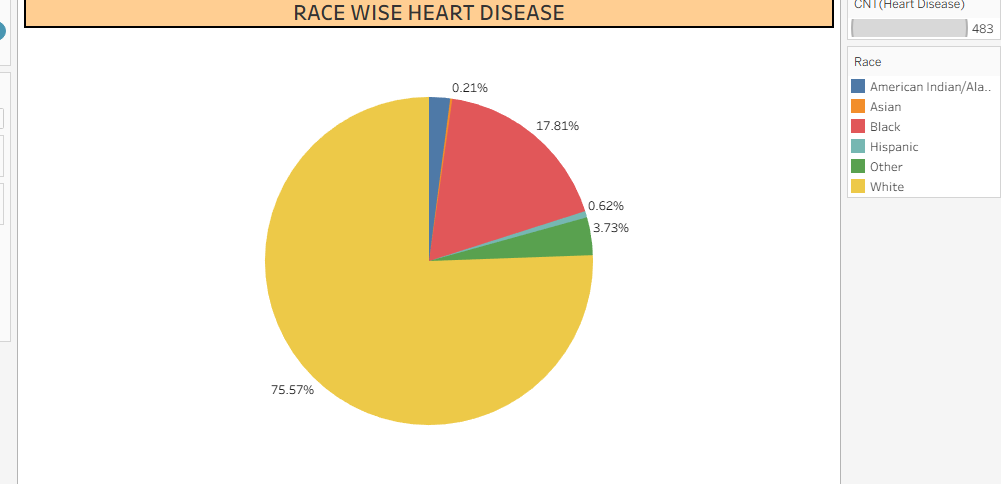 RACE WISE HEART DISEASE
CNT(Heart Disease)
483
Race
American Indian/Ala..
Asian
Black
Hispanic
Other
White
0.21%
17.81%
0.62%
3.73%
75.57%